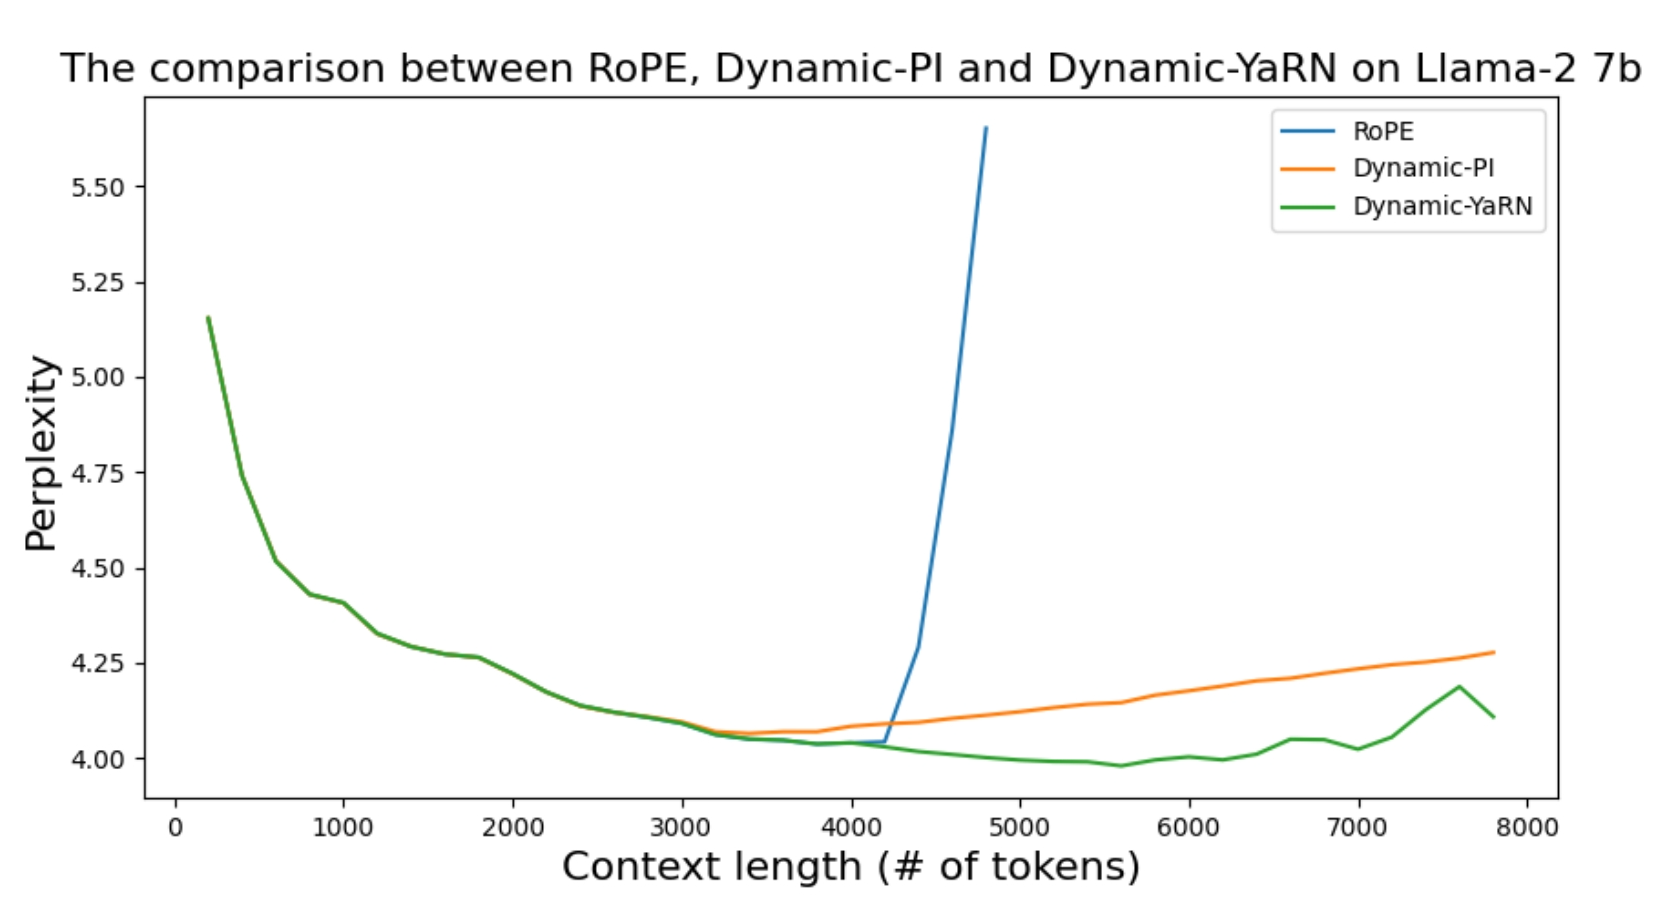 The comparison between RoPE, Dynamic-PI and Dynamic-YaRN on Llama-2 7b
RoPE
Dynamic-PI
Dynamic-YaRN
Perplexity
5.50
5.25
5.00
4.75
4.50
4.25
4.00
0 1000 2000 3000 4000 5000 6000 7000 8000
Context length (# of tokens)